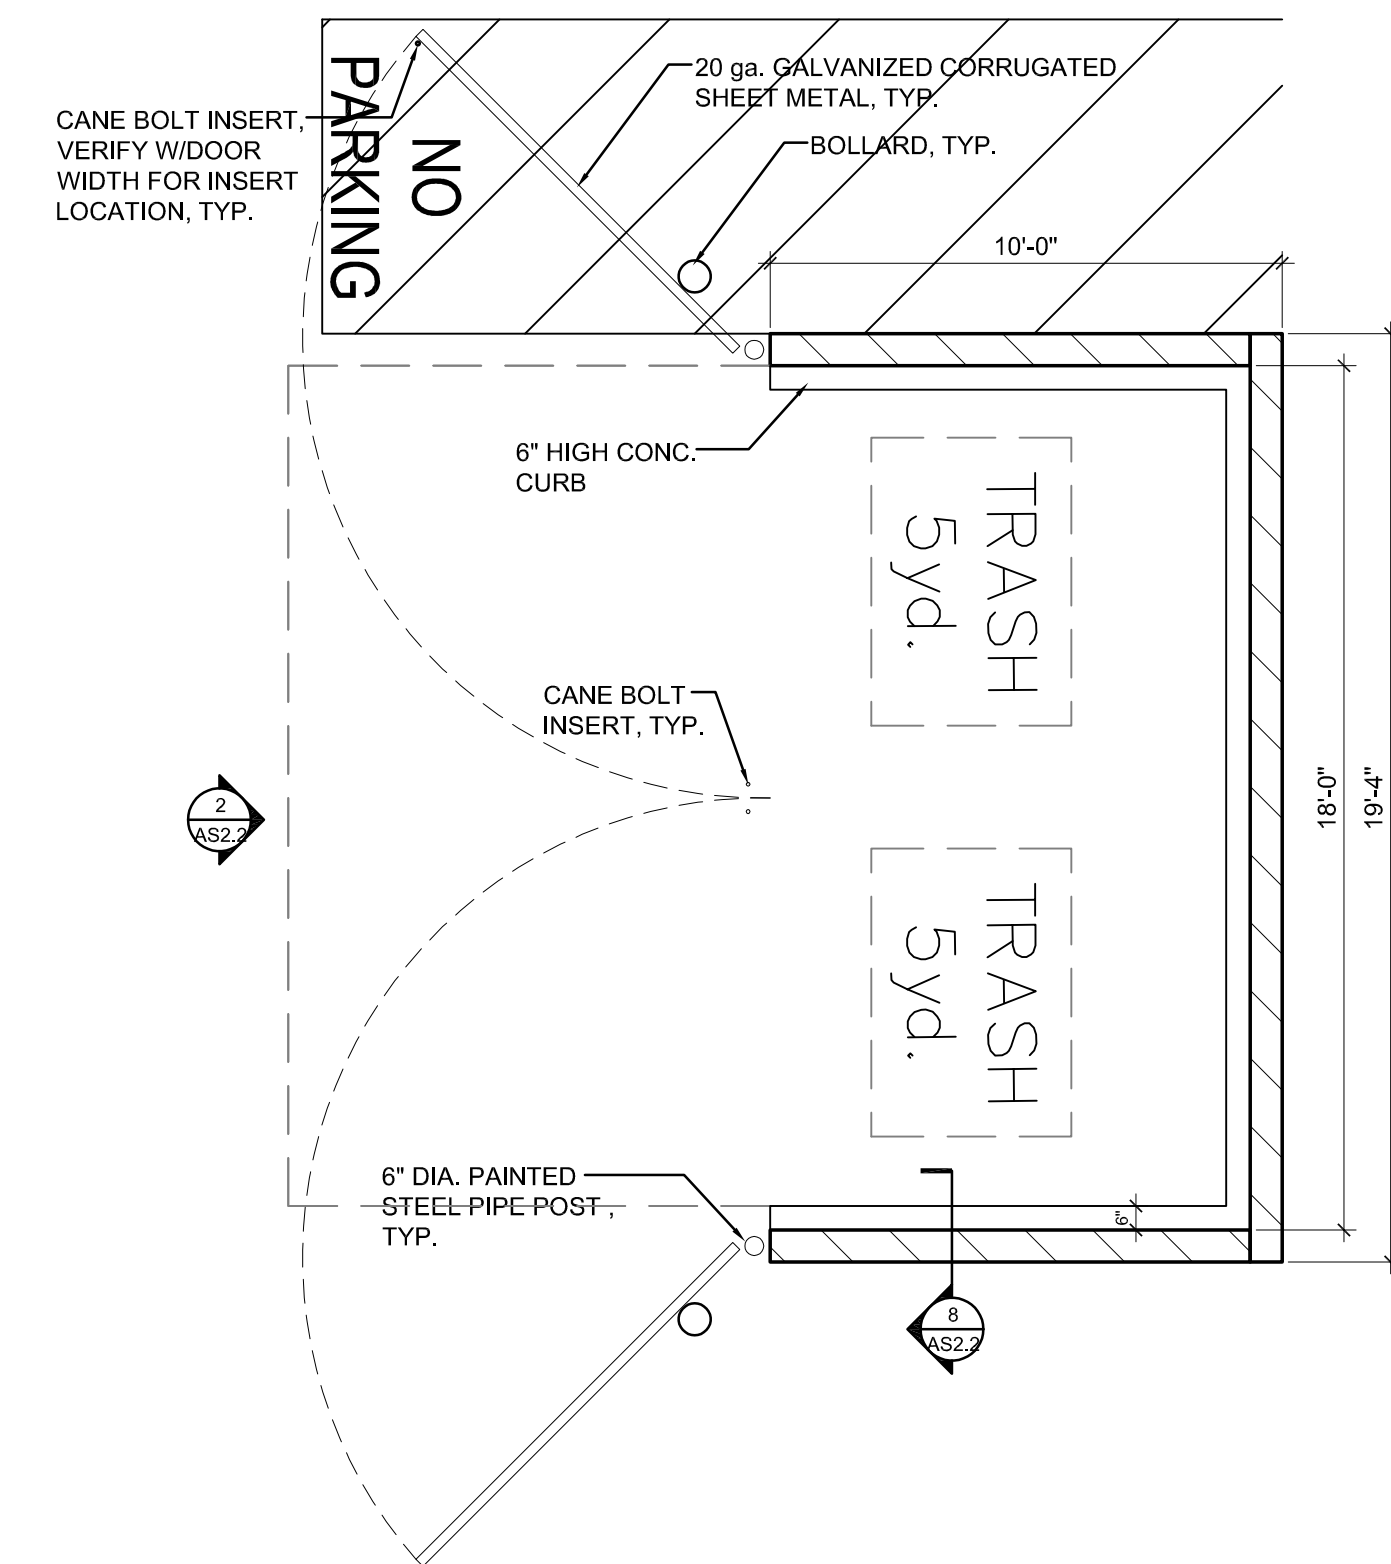 20 ga. GALVANIZED CORRUGATED
SHEET METAL, TYP.
CANE BOLT INSERT,
VERIFY W/DOOR
WIDTH FOR INSERT
LOCATION, TYP.
NO
PARKING
BOLLARD, TYP.
10'-0"
6" HIGH CONC.
CURB
TRASH
5yd.
CANE BOLT
INSERT, TYP.
2
AS2.2
18'-0"
19'-4"
TRASH
5yd.
6" DIA. PAINTED
STEEL PIPE POST ,
TYP.
6"
8
AS2.2